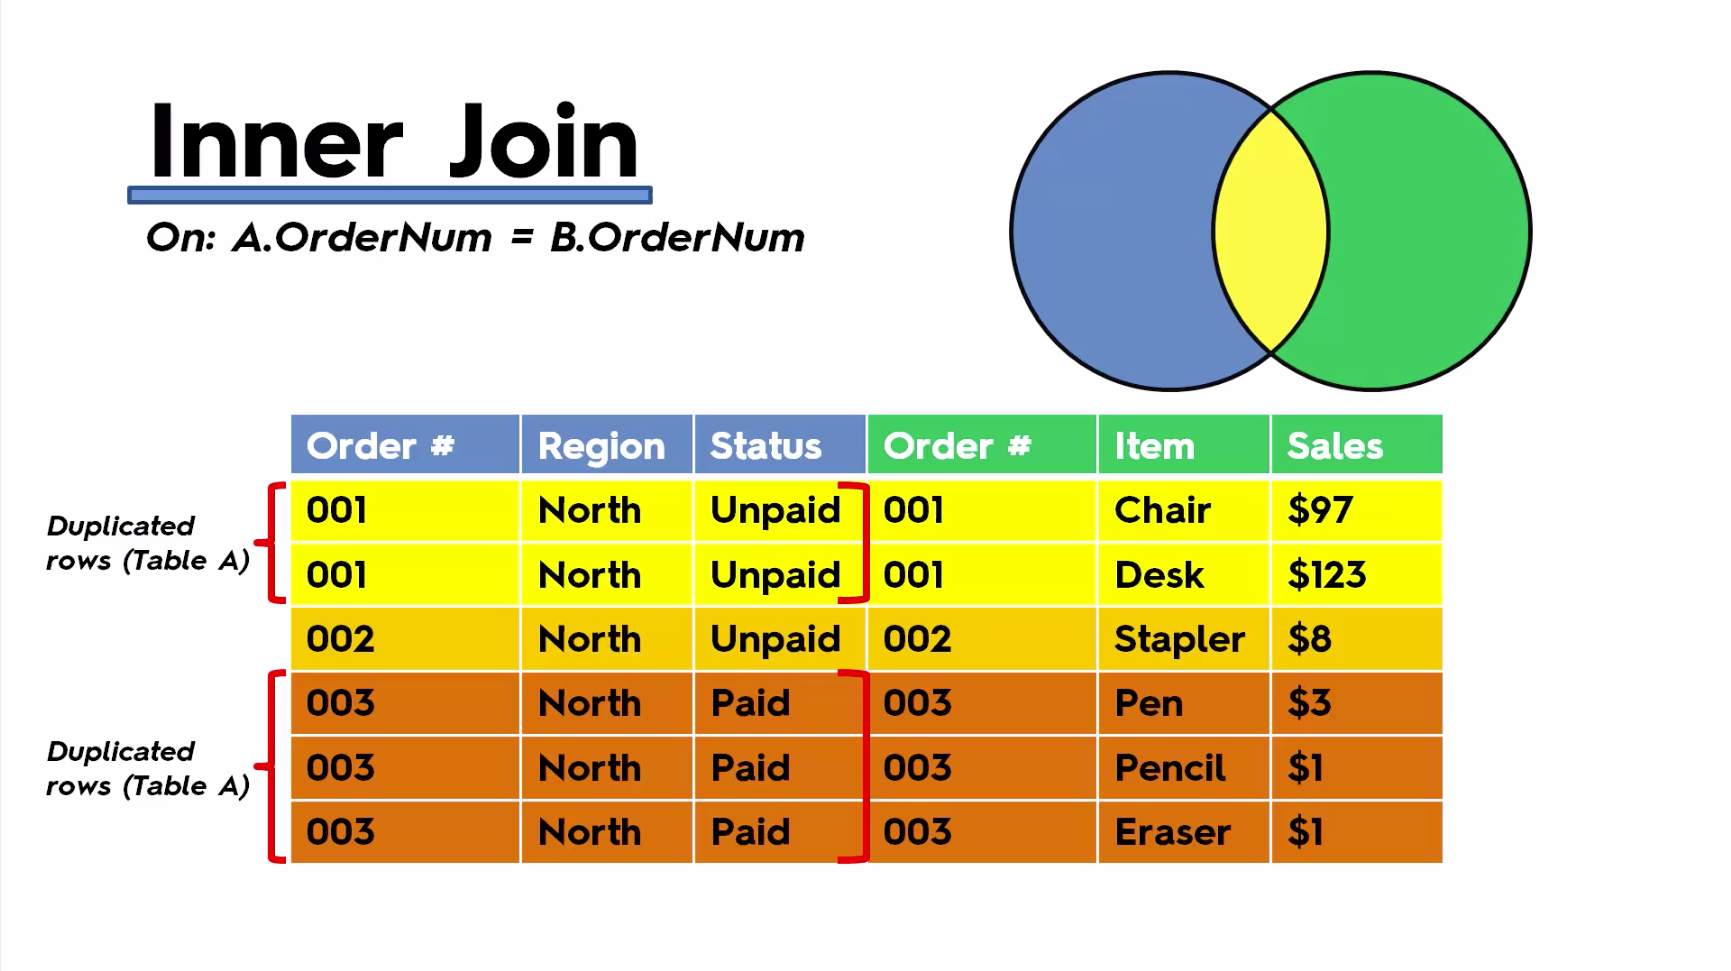 Inner Join
On: A.OrderNum = B.OrderNum
Order # Region Status Order # Item Sales
001 North Unpaid 001 Chair $97
Duplicated
rows (Table A)
001 North Unpaid 001 Desk $123
002 North Unpaid 002 Stapler $8
003 North Paid 003 Pen $3
Duplicated
rows (Table A)
003 North Paid 003 Pencil $1
003 North Paid 003 Eraser $1